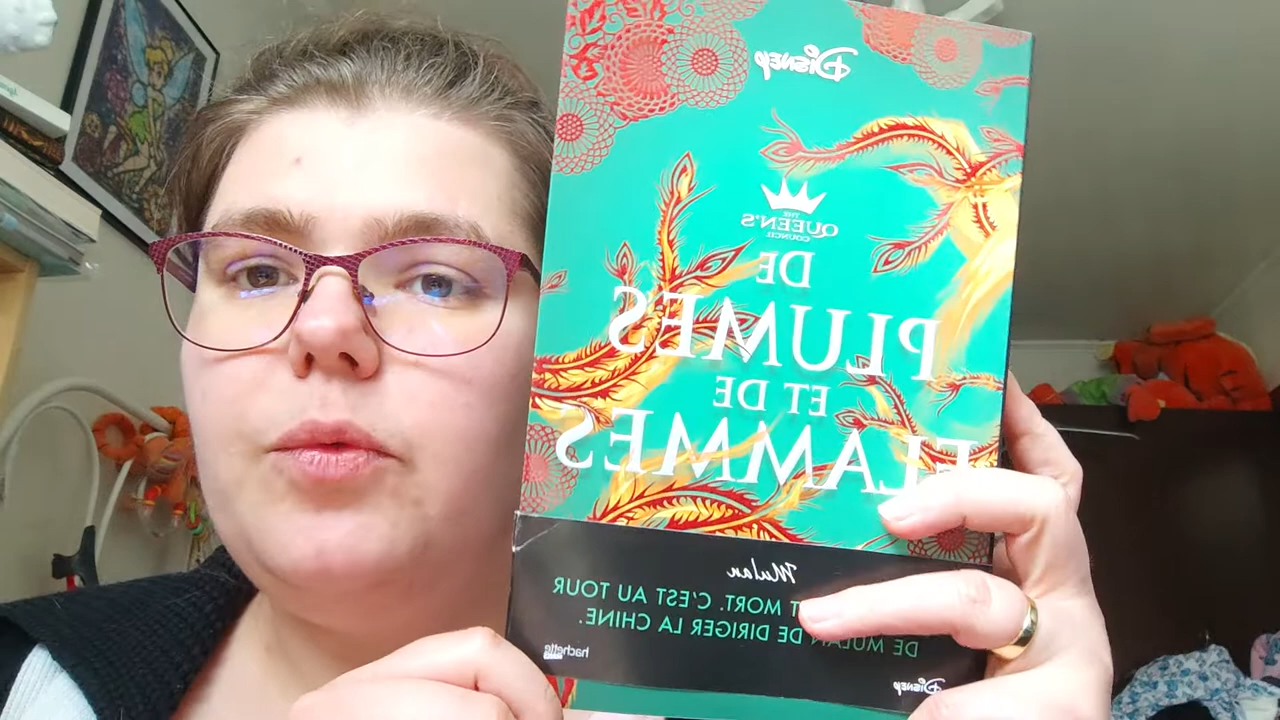 Disney
THE
QUEEN'S
COUNCIL
DE
PLUMES
ET DE
FLAMMES
Mulan
T MORT. C'EST AU TOUR
DE MULAN DE DIRIGER LA CHINE.
hachette
Disney